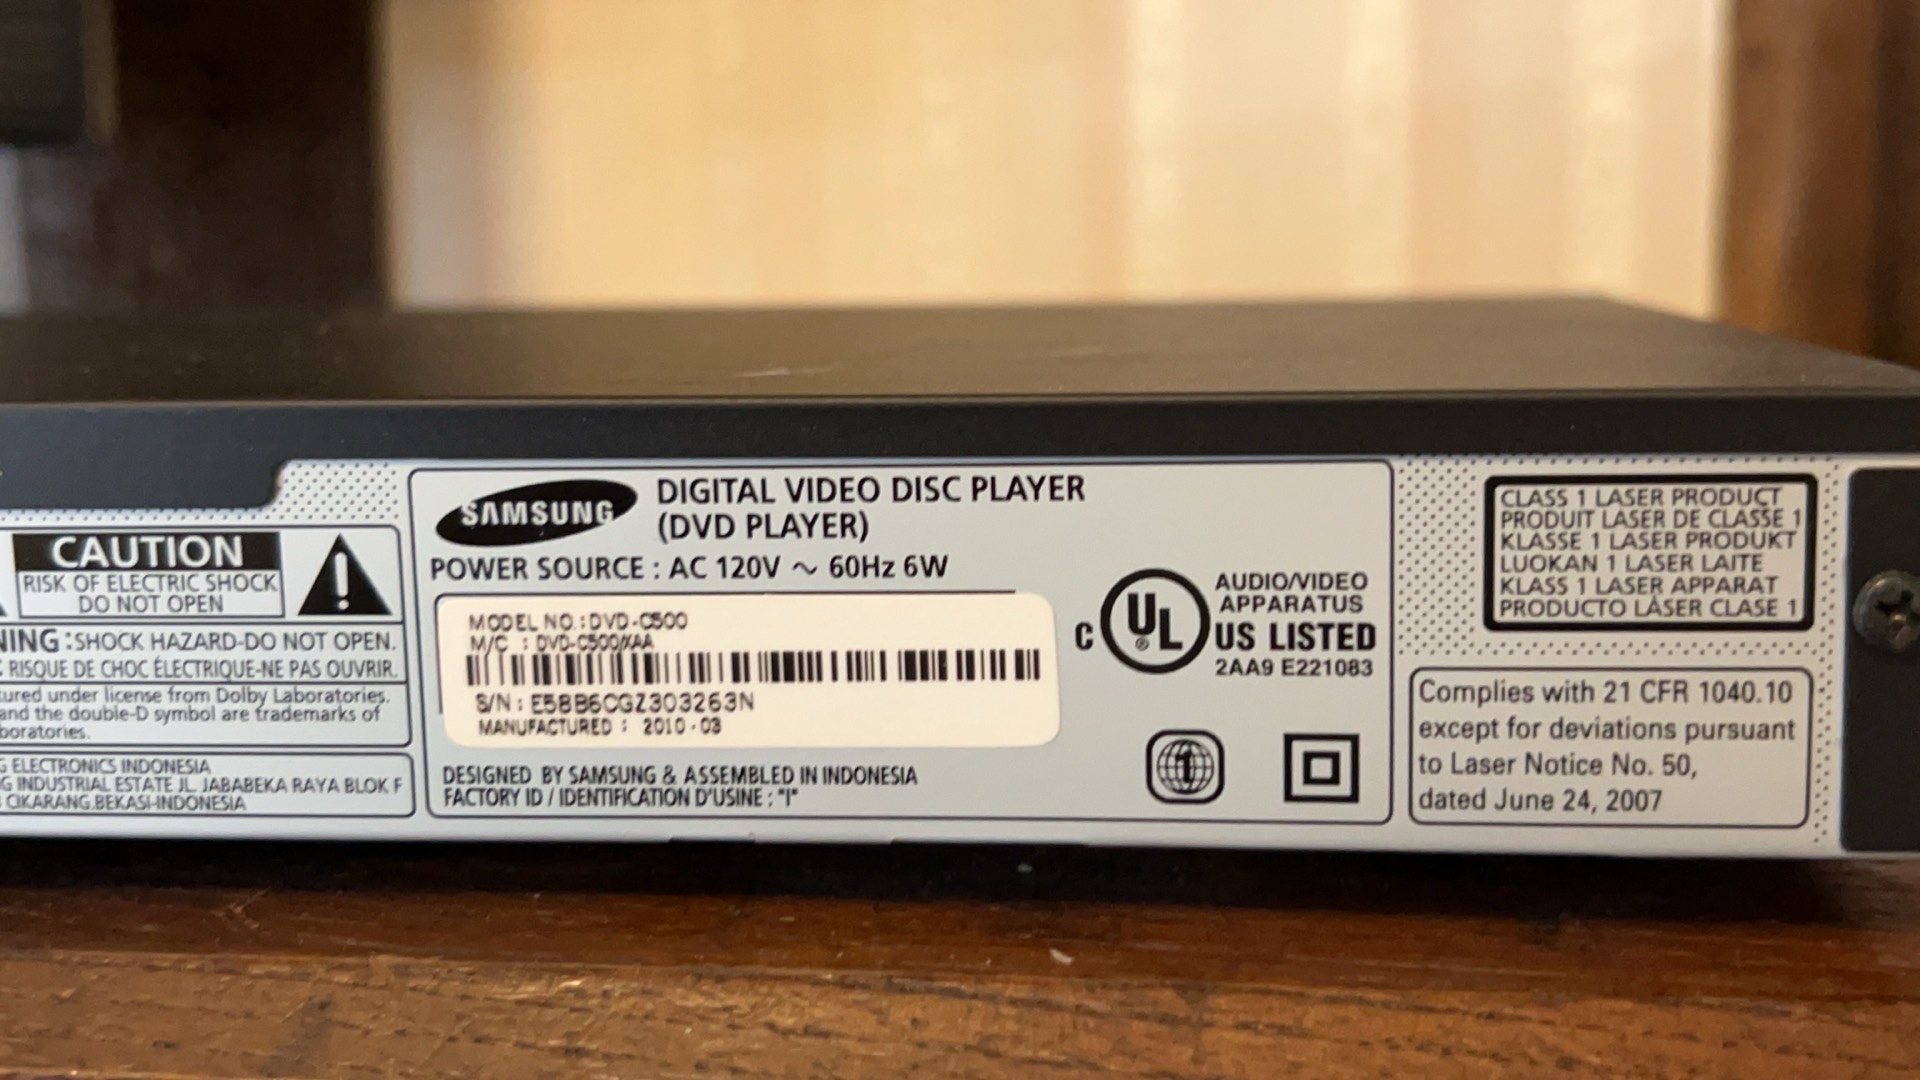 CAUTION
RISK OF ELECTRIC SHOCK
DO NOT OPEN
NING : SHOCK HAZARD-DO NOT OPEN.
: RISQUE DE CHOC ÉLECTRIQUE-NE PAS OUVRIR.
tured under license from Dolby Laboratories.
and the double-D symbol are trademarks of
boratories.
G ELECTRONICS INDONESIA
G INDUSTRIAL ESTATE JL. JABABEKA RAYA BLOK F
CIKARANG.BEKASI-INDONESIA
SAMSUNG
DIGITAL VIDEO DISC PLAYER
(DVD PLAYER)
POWER SOURCE : AC 120V ~ 60Hz 6W
MODEL NO. : DVD-C500
M/C : DVD-C500/XAA
S/N : E58B6CGZ303263N
MANUFACTURED : 2010 - 03
DESIGNED BY SAMSUNG & ASSEMBLED IN INDONESIA
FACTORY ID / IDENTIFICATION D'USINE : "I"
C UL ® US LISTED
AUDIO/VIDEO
APPARATUS
2AA9 E221083
1
CLASS 1 LASER PRODUCT
PRODUIT LASER DE CLASSE 1
KLASSE 1 LASER PRODUKT
LUOKAN 1 LASER LAITE
KLASS 1 LASER APPARAT
PRODUCTO LÁSER CLASE 1
Complies with 21 CFR 1040.10
except for deviations pursuant
to Laser Notice No. 50,
dated June 24, 2007